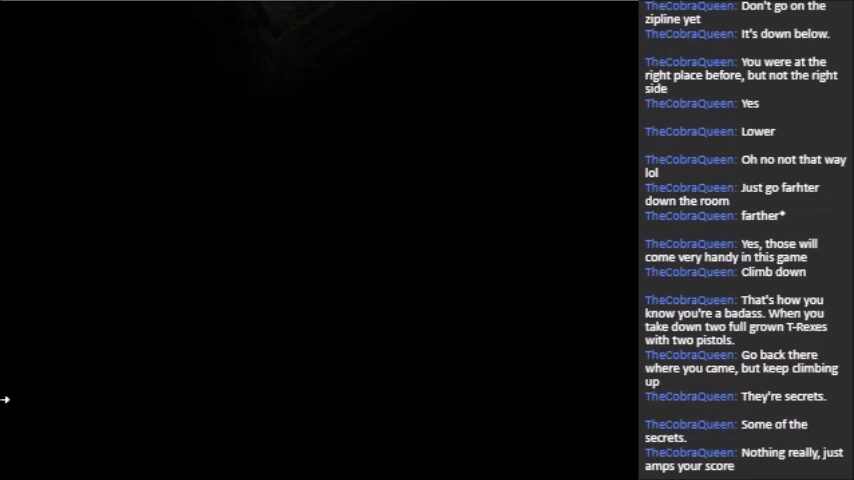 TheCobraQueen: Don't go on the
zipline yet
TheCobraQueen: It's down below.
TheCobraQueen: You were at the
right place before, but not the right
side
TheCobraQueen: Yes
TheCobraQueen: Lower
TheCobraQueen: Oh no not that way
lol
TheCobraQueen: Just go farhter
down the room
TheCobraQueen: farther*
TheCobraQueen: Yes, those will
come very handy in this game
TheCobraQueen: Climb down
TheCobraQueen: That's how you
know you're a badass. When you
take down two full grown T-Rexes
with two pistols.
TheCobraQueen: Go back there
where you came, but keep climbing
up
TheCobraQueen: They're secrets.
TheCobraQueen: Some of the
secrets.
TheCobraQueen: Nothing really, just
amps your score